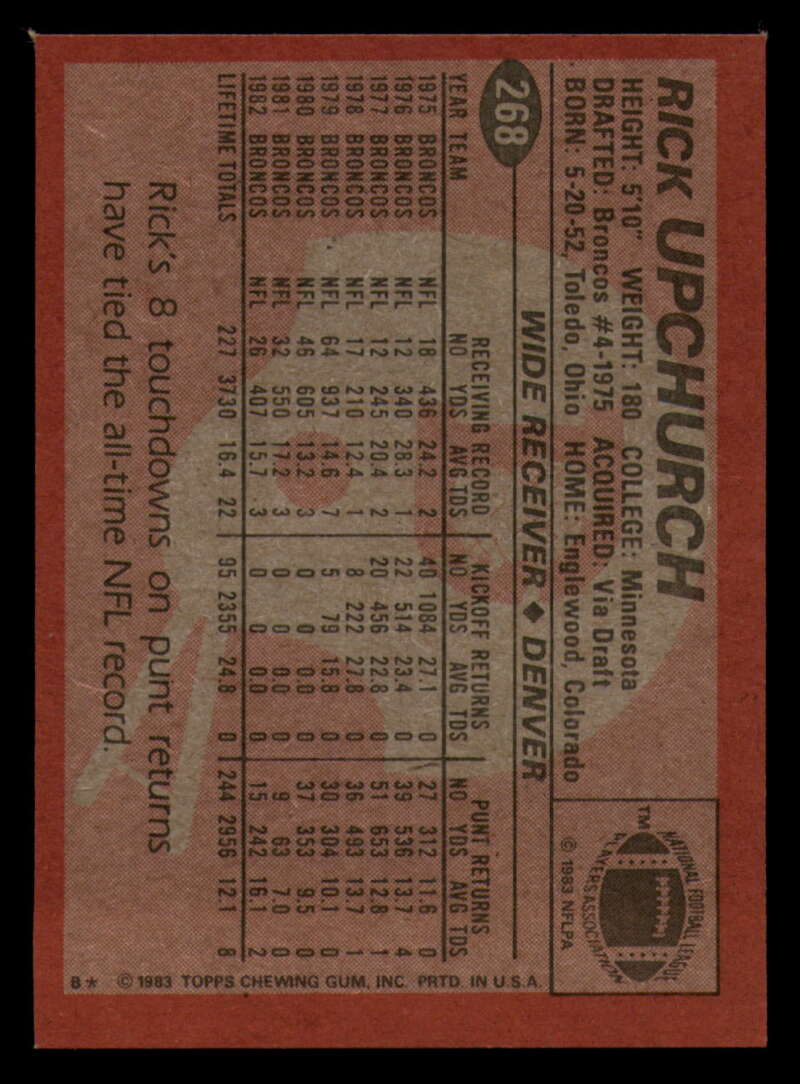 RICK UPCHURCH
HEIGHT: 5'10" WEIGHT: 180 COLLEGE: Minnesota
DRAFTED: Broncos #4-1975 ACQUIRED: Via Draft
BORN: 5-20-52, Toledo, Ohio HOME: Englewood, Colorado
268
WIDE RECEIVER ♦ DENVER
NATIONAL FOOTBALL LEAGUE
PLAYERS ASSOCIATION
TM
© 1983 NFLPA
RECEIVING RECORD KICKOFF RETURNS PUNT RETURNS
YEAR TEAM NO YDS AVG TDS NO YDS AVG TDS NO YDS AVG TDS
1975 BRONCOS NFL 18 436 24.2 2 40 1084 27.1 0 27 312 11.6 0
1976 BRONCOS NFL 12 340 28.3 1 22 514 23.4 0 39 536 13.7 4
1977 BRONCOS NFL 12 245 20.4 2 20 456 22.8 0 51 653 12.8 1
1978 BRONCOS NFL 17 210 12.4 1 8 222 27.8 0 36 493 13.7 1
1979 BRONCOS NFL 64 937 14.6 7 5 79 15.8 0 30 304 10.1 0
1980 BRONCOS NFL 46 605 13.2 3 0 0 0.0 0 37 353 9.5 0
1981 BRONCOS NFL 32 550 17.2 3 0 0 0.0 0 9 63 7.0 0
1982 BRONCOS NFL 26 407 15.7 3 0 0 0.0 0 15 242 16.1 2
LIFETIME TOTALS 227 3730 16.4 22 95 2355 24.8 0 244 2956 12.1 8
Rick's 8 touchdowns on punt returns
have tied the all-time NFL record.
B* © 1983 TOPPS CHEWING GUM, INC. PRTD. IN U.S.A.